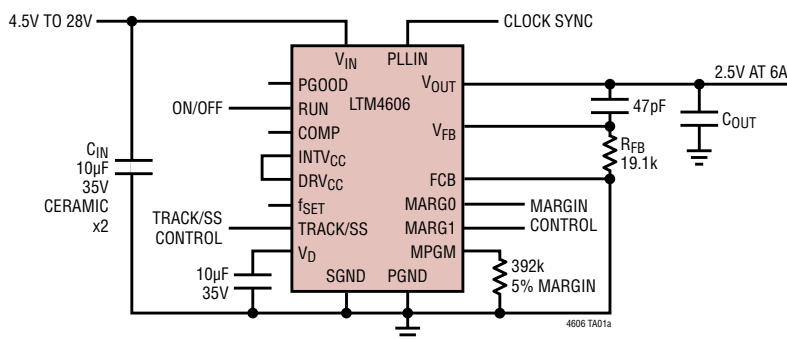 4.5V TO 28V
CLOCK SYNC
VIN
PLLIN
2.5V AT 6A
PGOOD
VOUT
ON/OFF
RUN
LTM4606
47pF
COUT
COMP
VFB
CIN
10µF
35V
CERAMIC
x2
INTVCC
RFB
19.1k
DRVCC
FCB
fSET
MARG0
MARGIN
CONTROL
TRACK/SS
CONTROL
TRACK/SS
MARG1
VD
MPGM
10µF
35V
SGND
PGND
392k
5% MARGIN
4606 TA01a